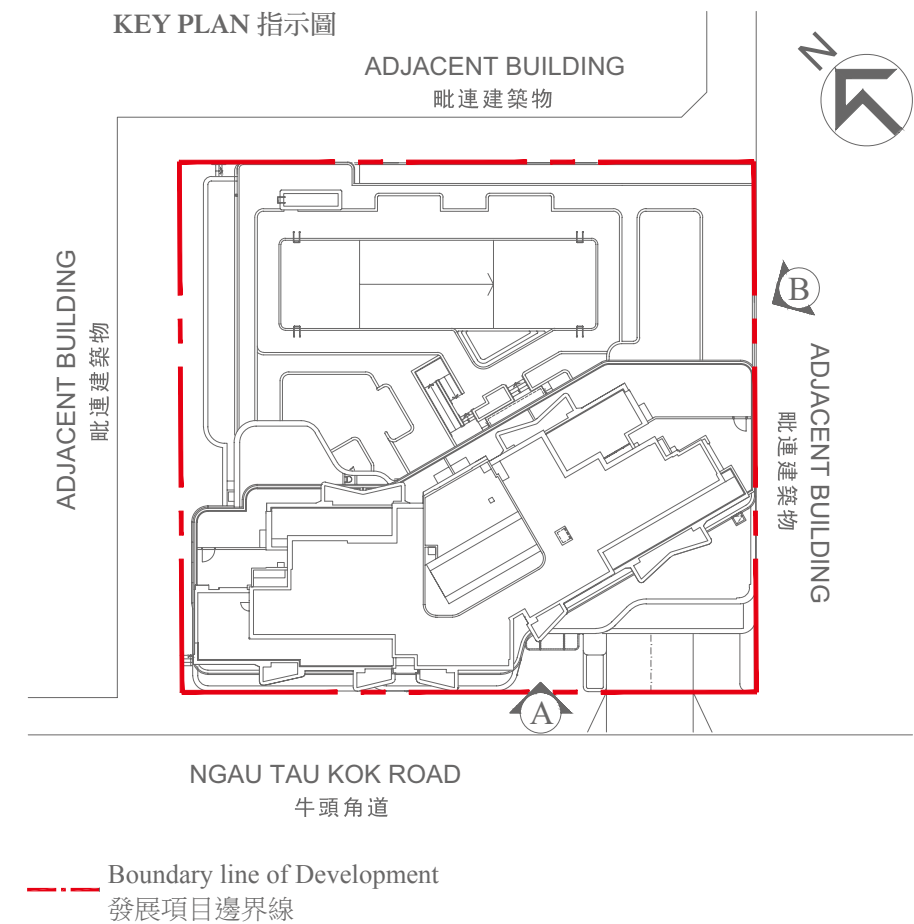 KEY PLAN 指示圖
ADJACENT BUILDING
毗連建築物
N
ADJACENT BUILDING
毗連建築物
B
ADJACENT BUILDING
毗連建築物
A
NGAU TAU KOK ROAD
牛頭角道
Boundary line of Development
發展項目邊界線